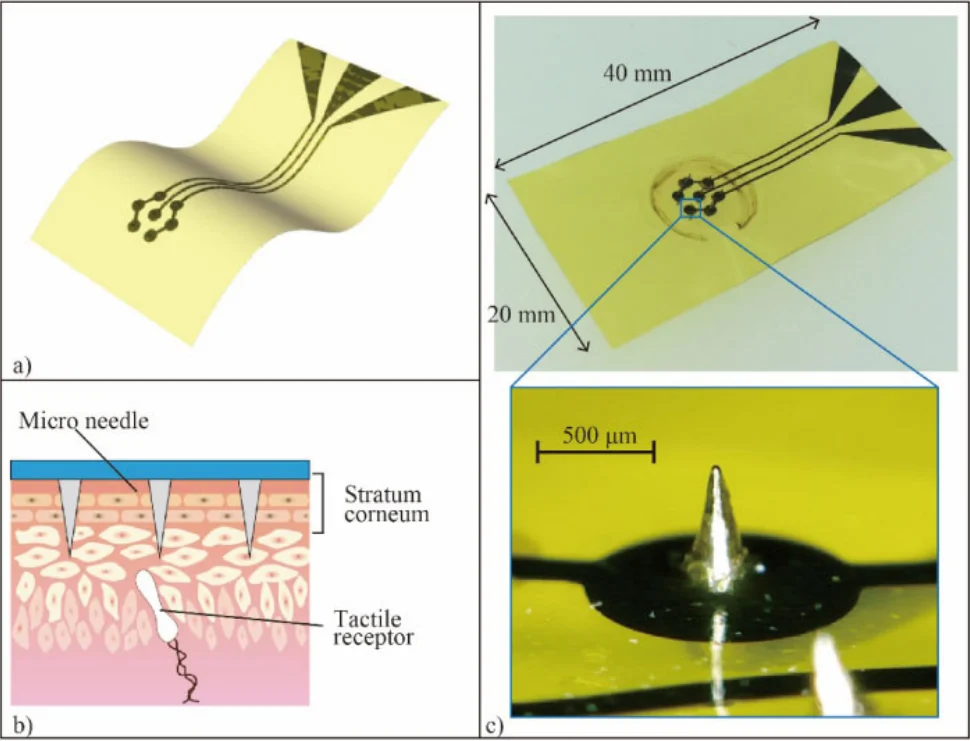 a)
Micro needle
Stratum
corneum
Tactile
receptor
b)
40 mm
20 mm
500 μm
c)